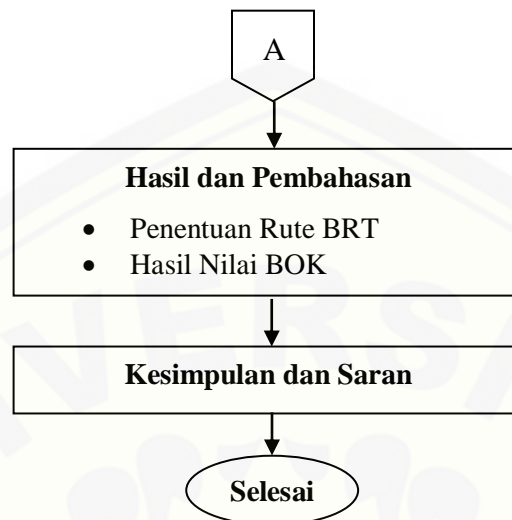 A
Hasil dan Pembahasan
• Penentuan Rute BRT
• Hasil Nilai BOK
Kesimpulan dan Saran
Selesai